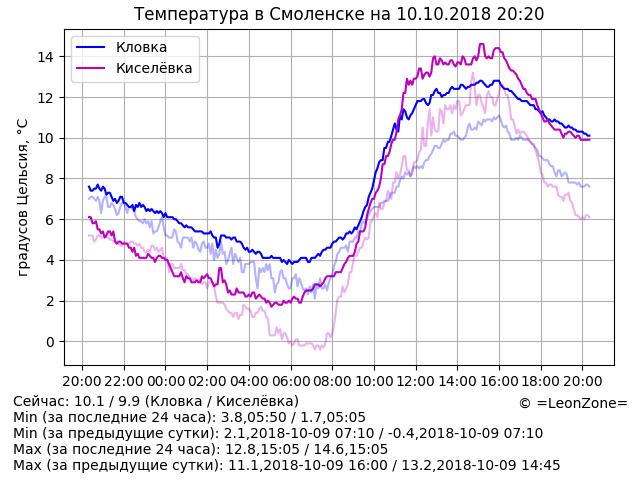 Температура в Смоленске на 10.10.2018 20:20
Кловка
Киселёвка
градусов Цельсия, °C
14
12
10
8
6
4
2
0
20:00 22:00 00:00 02:00 04:00 06:00 08:00 10:00 12:00 14:00 16:00 18:00 20:00
Сейчас: 10.1 / 9.9 (Кловка / Киселёвка)
© =LeonZone=
Min (за последние 24 часа): 3.8,05:50 / 1.7,05:05
Min (за предыдущие сутки): 2.1,2018-10-09 07:10 / -0.4,2018-10-09 07:10
Max (за последние 24 часа): 12.8,15:05 / 14.6,15:05
Max (за предыдущие сутки): 11.1,2018-10-09 16:00 / 13.2,2018-10-09 14:45